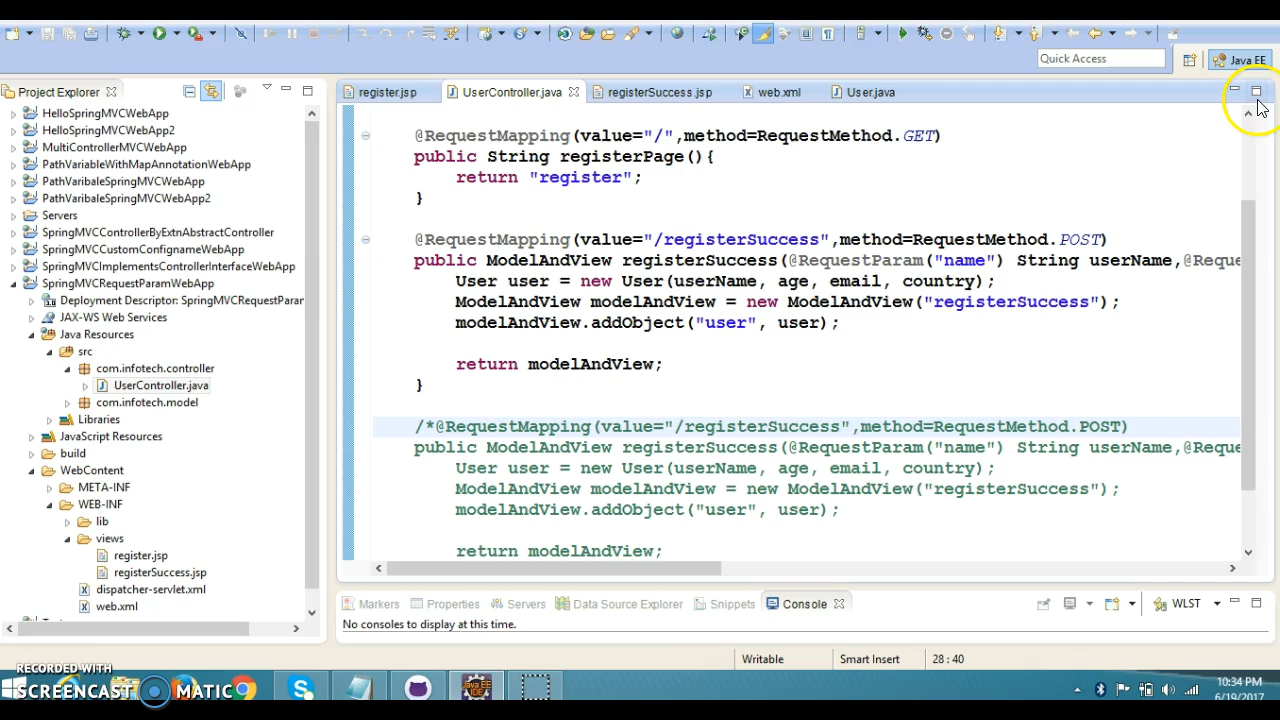 Quick Access
Java EE
Project Explorer
register.jsp
UserController.java
registerSuccess.jsp
web.xml
User.java
HelloSpringMVCWebApp
HelloSpringMVCWebApp2
MultiControllerMVCWebApp
PathVariableWithMapAnnotationWebApp
PathVaribaleSpringMVCWebApp
PathVaribaleSpringMVCWebApp2
Servers
SpringMVCControllerByExtnAbstractController
SpringMVCCustomConfignameWebApp
SpringMVCImplementsControllerInterfaceWebApp
SpringMVCRequestParamWebApp
Deployment Descriptor: SpringMVCRequestParam
JAX-WS Web Services
Java Resources
src
com.infotech.controller
UserController.java
com.infotech.model
Libraries
JavaScript Resources
build
WebContent
META-INF
WEB-INF
lib
views
register.jsp
registerSuccess.jsp
dispatcher-servlet.xml
web.xml
@RequestMapping(value="/",method=RequestMethod.GET)
public String registerPage(){
return "register";
}
@RequestMapping(value="/registerSuccess",method=RequestMethod.POST)
public ModelAndView registerSuccess(@RequestParam("name") String userName,@Reque
User user = new User(userName, age, email, country);
ModelAndView modelAndView = new ModelAndView("registerSuccess");
modelAndView.addObject("user", user);
return modelAndView;
}
/*@RequestMapping(value="/registerSuccess",method=RequestMethod.POST)
public ModelAndView registerSuccess(@RequestParam("name") String userName,@Reque
User user = new User(userName, age, email, country);
ModelAndView modelAndView = new ModelAndView("registerSuccess");
modelAndView.addObject("user", user);
return modelAndView;
Markers
Properties
Servers
Data Source Explorer
Snippets
Console
WLST
No consoles to display at this time.
Writable
Smart Insert
28 : 40
RECORDED WITH
SCREENCAST MATIC
10:34 PM
6/19/2017